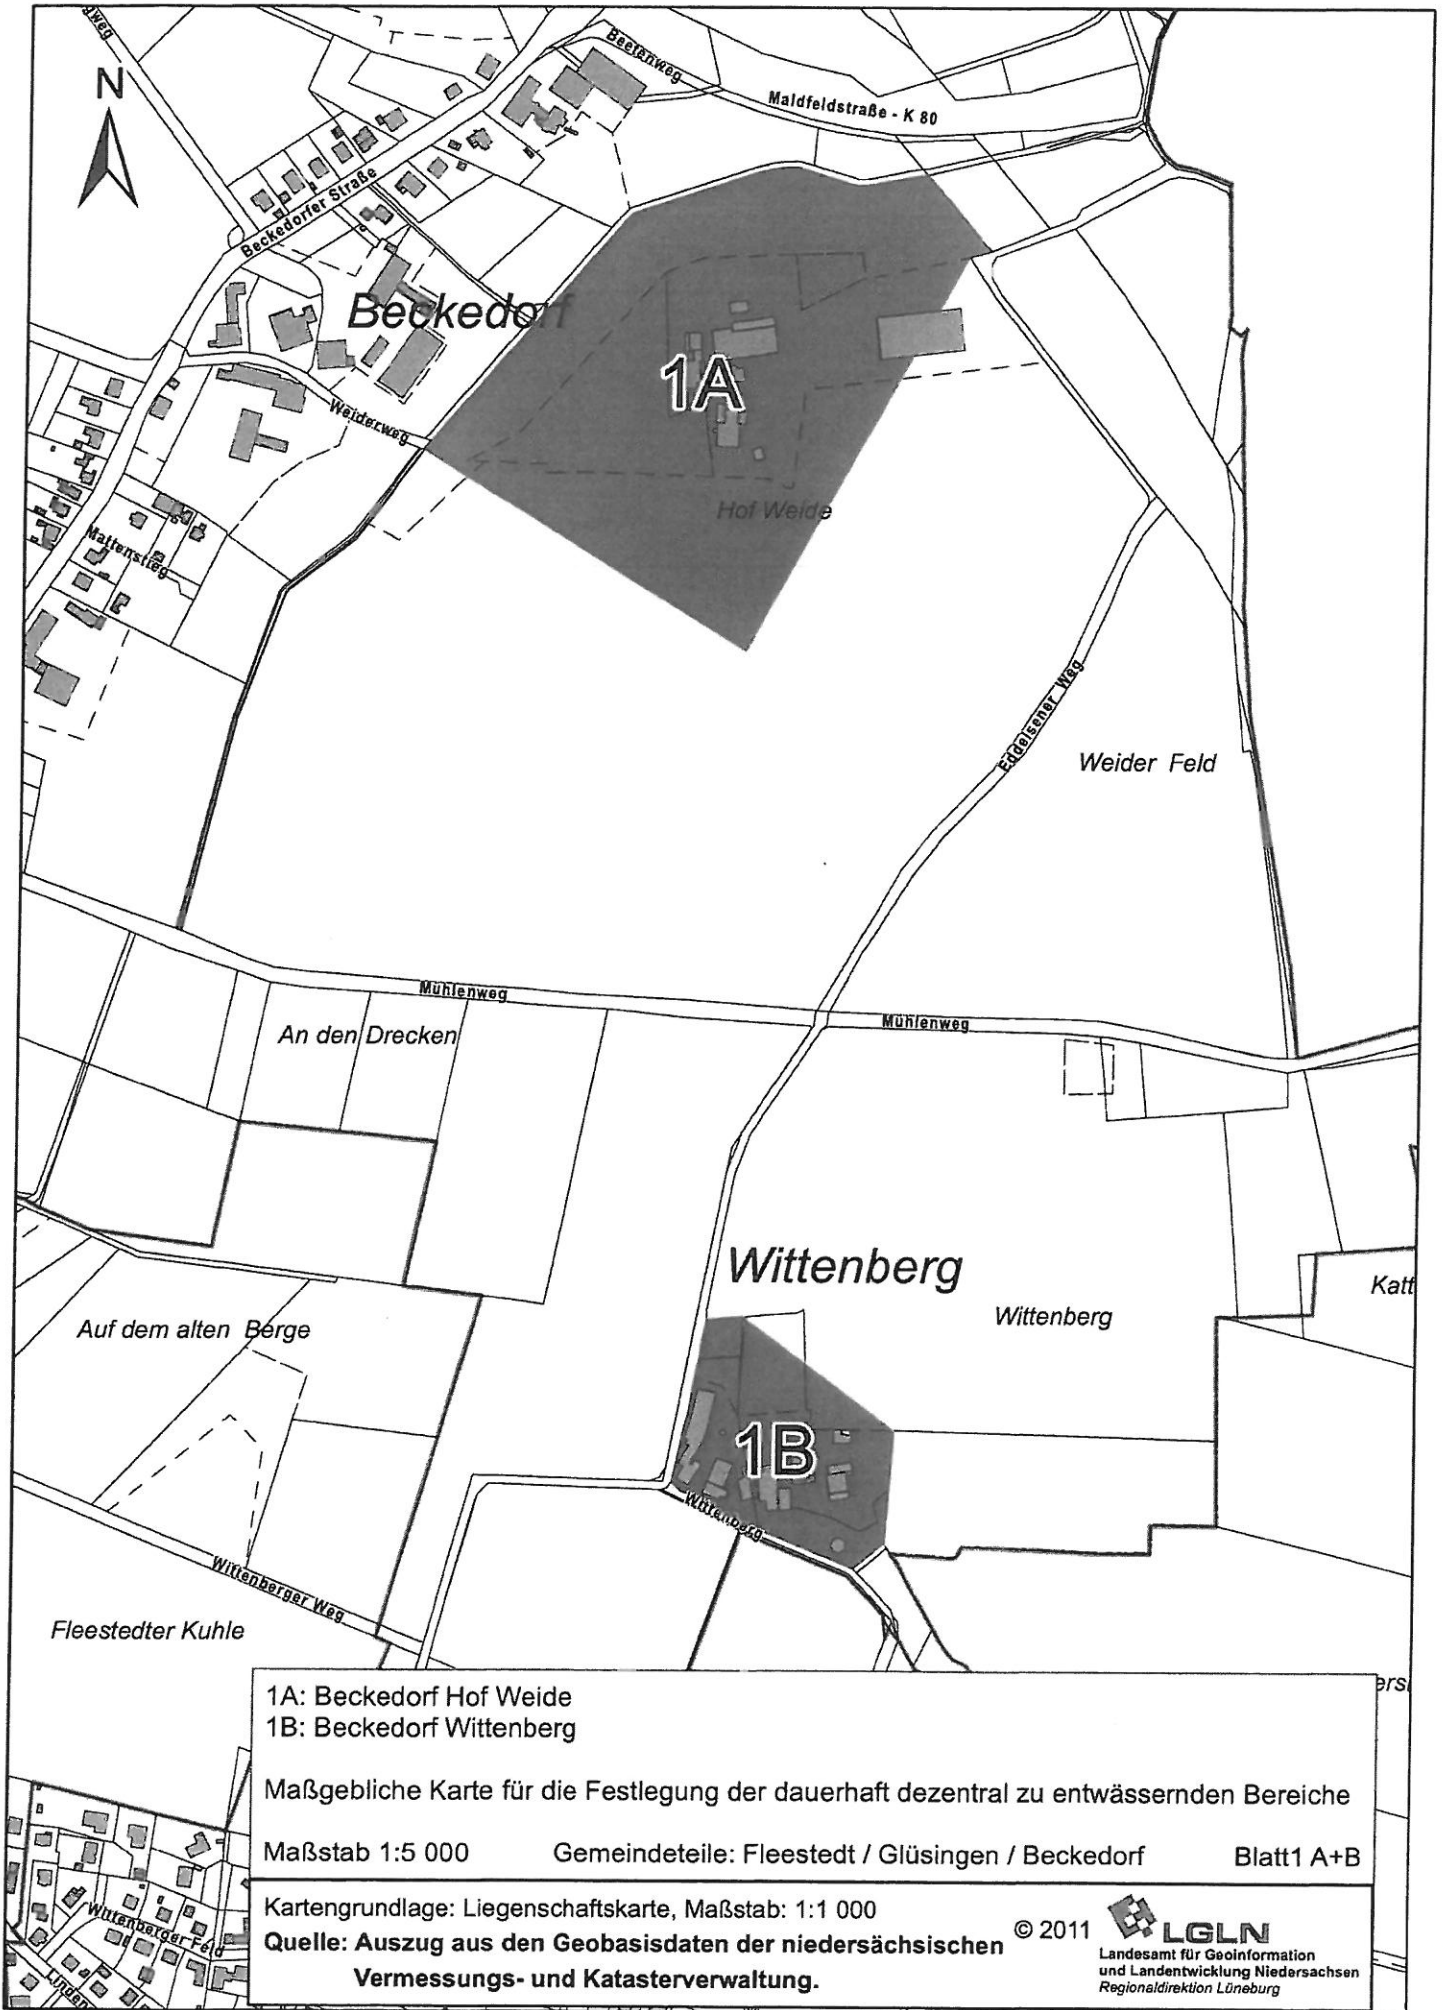 Beetenweg
Maldfeldstraße - K 80
N
Beckedorfer Straße
Beckedorf
1A
Weiderweg
Hof Weide
Mattenstieg
Eddelsener Weg
Weider Feld
Mühlenweg
Mühlenweg
An den Drecken
Wittenberg
Wittenberg
Katt
Auf dem alten Berge
1B
Wittenberg
Wittenberger Weg
Fleestedter Kuhle
1A: Beckedorf Hof Weide
1B: Beckedorf Wittenberg
Maßgebliche Karte für die Festlegung der dauerhaft dezentral zu entwässernden Bereiche
Maßstab 1:5 000 Gemeindeteile: Fleestedt / Glüsingen / Beckedorf Blatt1 A+B
Wittenberger Feld
Kartengrundlage: Liegenschaftskarte, Maßstab: 1:1 000
Quelle: Auszug aus den Geobasisdaten der niedersächsischen
Vermessungs- und Katasterverwaltung.
© 2011
LGLN
Landesamt für Geoinformation
und Landentwicklung Niedersachsen
Regionaldirektion Lüneburg